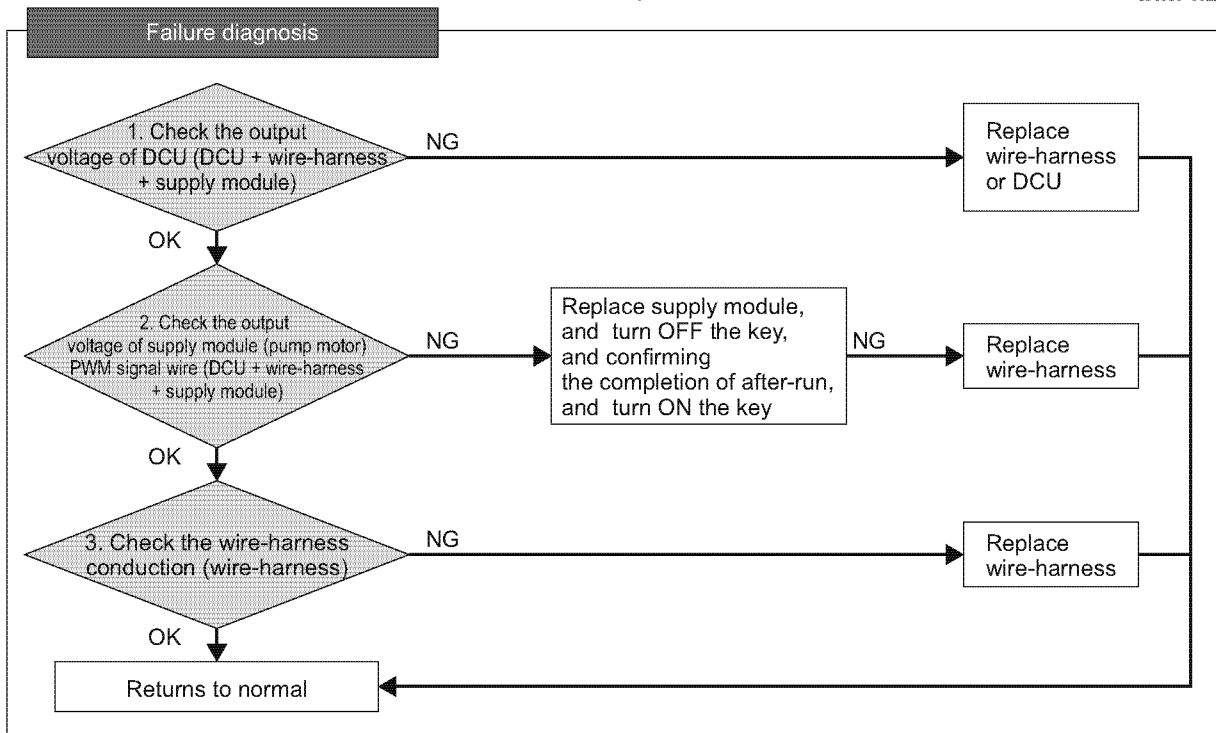 Failure diagnosis
1. Check the output
voltage of DCU (DCU + wire-harness
+ supply module)
NG
Replace
wire-harness
or DCU
OK
2. Check the output
voltage of supply module (pump motor)
PWM signal wire (DCU + wire-harness
+ supply module)
NG
Replace supply module,
and turn OFF the key,
and confirming
the completion of after-run,
and turn ON the key
NG
Replace
wire-harness
OK
3. Check the wire-harness
conduction (wire-harness)
NG
Replace
wire-harness
OK
Returns to normal